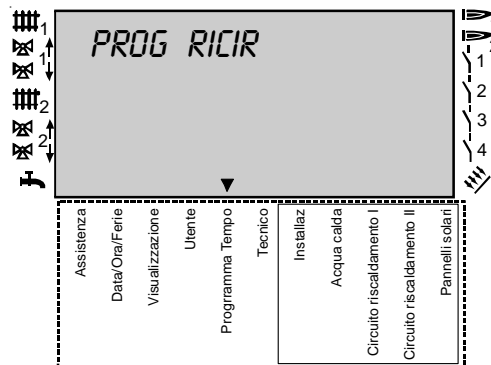 PROG RICIR
1
1
2
2
1
2
3
4
Assistenza
Data/Ora/Ferie
Visualizzazione
Utente
Progrramma Tempo
Tecnico
Installaz
Acqua calda
Circuito riscaldamento I
Circuito riscaldamento II
Pannelli solari